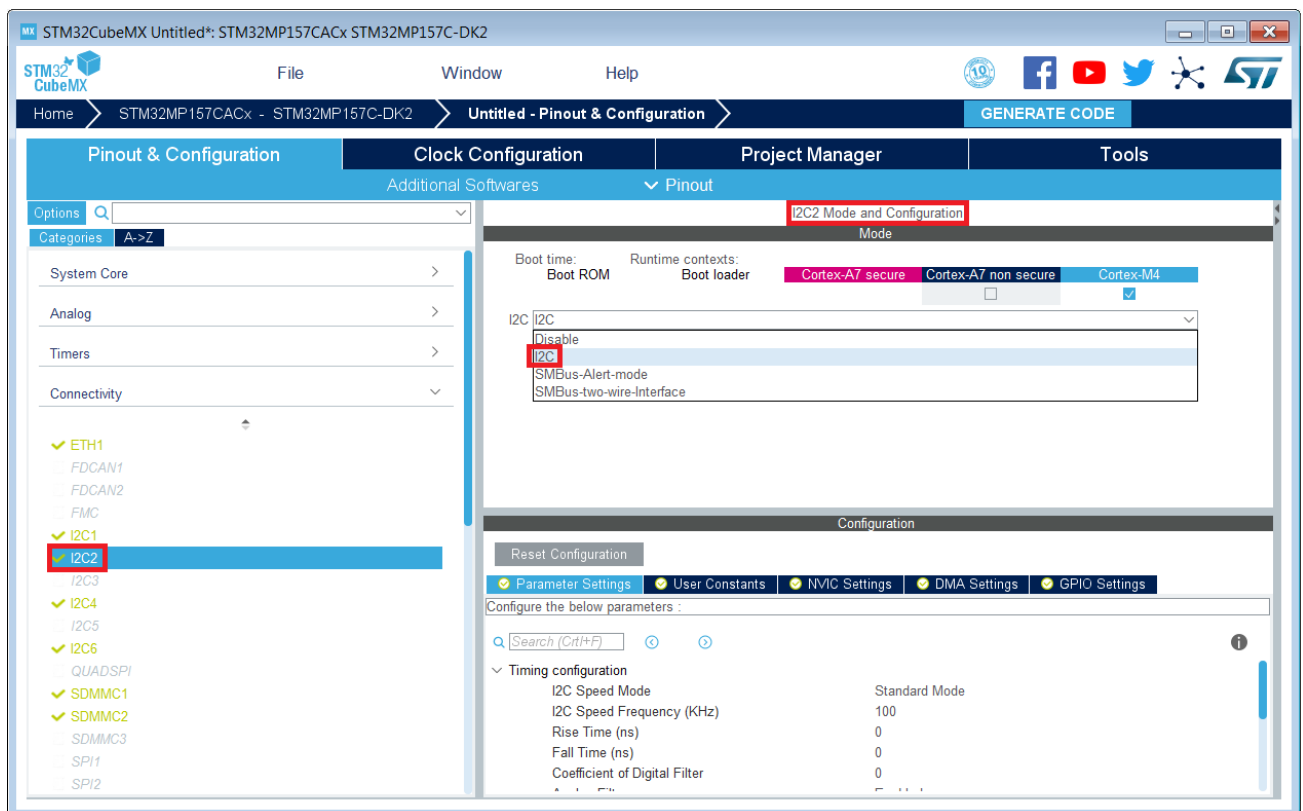 MX STM32CubeMX Untitled*: STM32MP157CACx STM32MP157C-DK2
STM32 CubeMX
File Window Help
10
Home STM32MP157CACx - STM32MP157C-DK2 Untitled - Pinout & Configuration GENERATE CODE
Pinout & Configuration Clock Configuration Project Manager Tools
Additional Softwares Pinout
Options
Categories A->Z
System Core
Analog
Timers
Connectivity
ETH1
FDCAN1
FDCAN2
FMC
I2C1
I2C2
I2C3
I2C4
I2C5
I2C6
QUADSPI
SDMMC1
SDMMC2
SDMMC3
SPI1
SPI2
I2C2 Mode and Configuration
Mode
Boot time: Runtime contexts:
Boot ROM Boot loader Cortex-A7 secure Cortex-A7 non secure Cortex-M4
I2C I2C
Disable
I2C
SMBus-Alert-mode
SMBus-two-wire-Interface
Configuration
Reset Configuration
Parameter Settings User Constants NVIC Settings DMA Settings GPIO Settings
Configure the below parameters :
Search (Crtl+F)
Timing configuration
I2C Speed Mode Standard Mode
I2C Speed Frequency (KHz) 100
Rise Time (ns) 0
Fall Time (ns) 0
Coefficient of Digital Filter 0